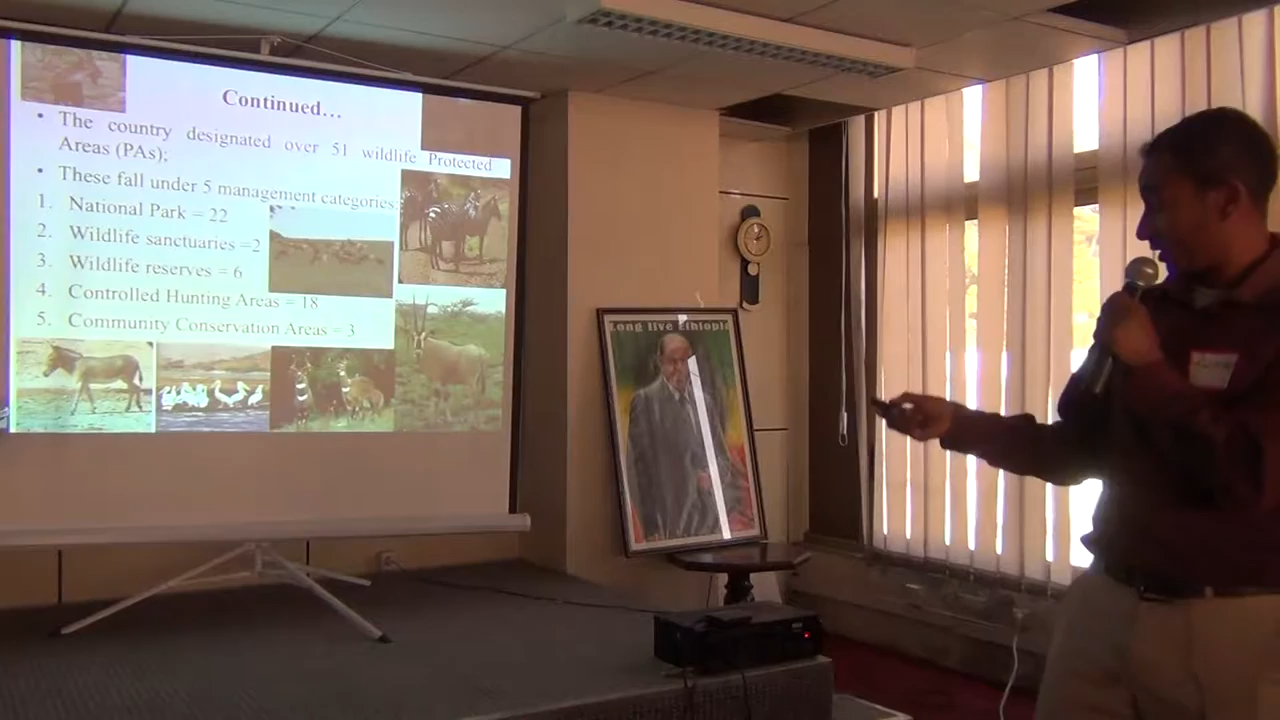 Continued…
• The country designated over 51 wildlife Protected
Areas (PAs);
• These fall under 5 management categories:
1. National Park = 22
2. Wildlife sanctuaries =2
3. Wildlife reserves = 6
4. Controlled Hunting Areas = 18
5. Community Conservation Areas = 3
Long live Ethiopia